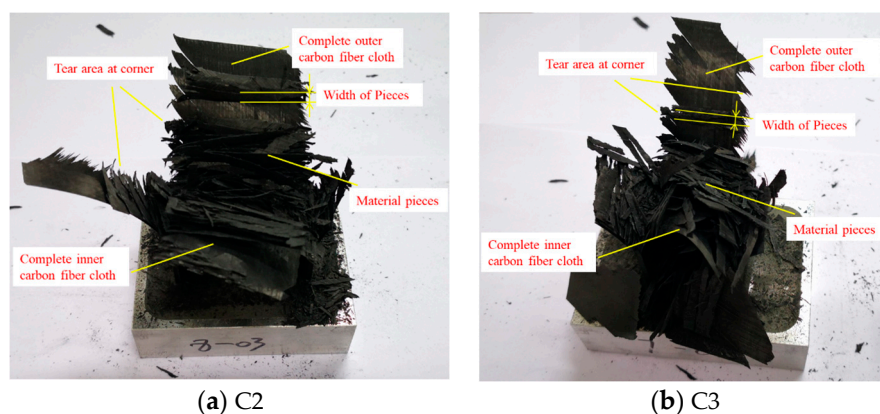 Complete outer
carbon fiber cloth
Tear area at corner
Width of Pieces
Material pieces
Complete inner
carbon fiber cloth
8-03
(a) C2
Complete outer
carbon fiber cloth
Tear area at corner
Width of Pieces
Material pieces
Complete inner
carbon fiber cloth
(b) C3